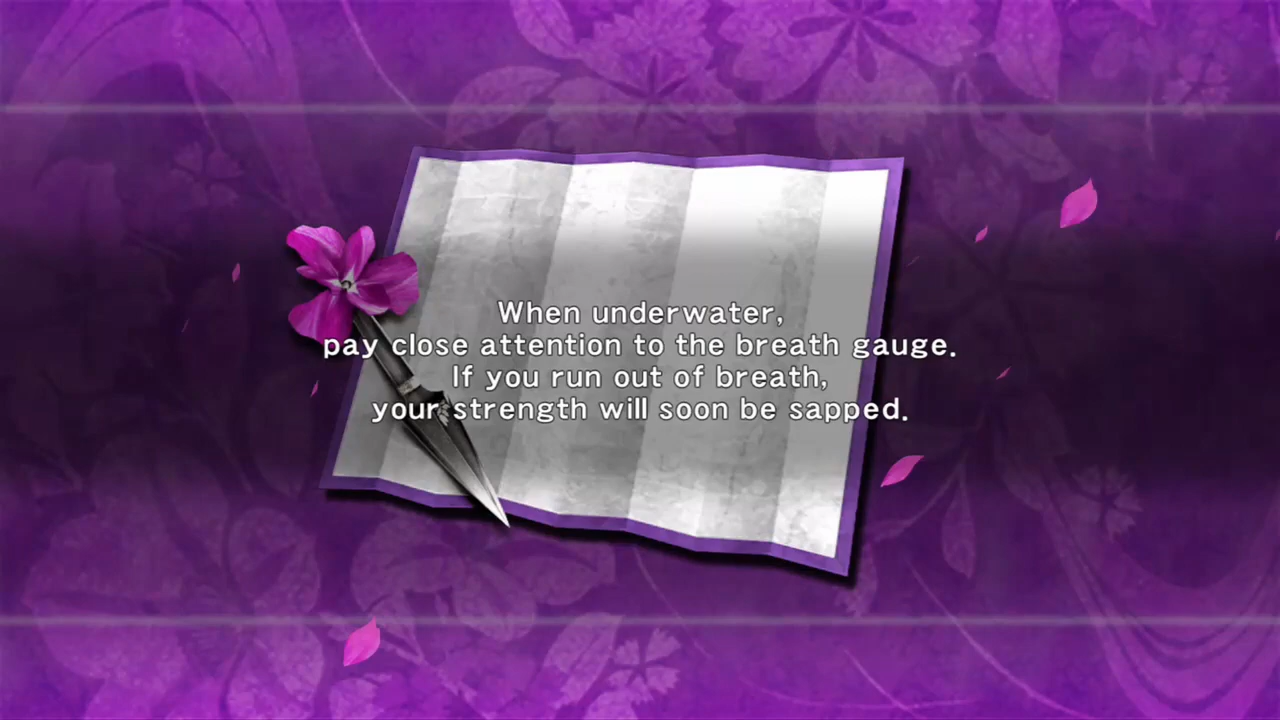 When underwater,
pay close attention to the breath gauge.
If you run out of breath,
your strength will soon be sapped.